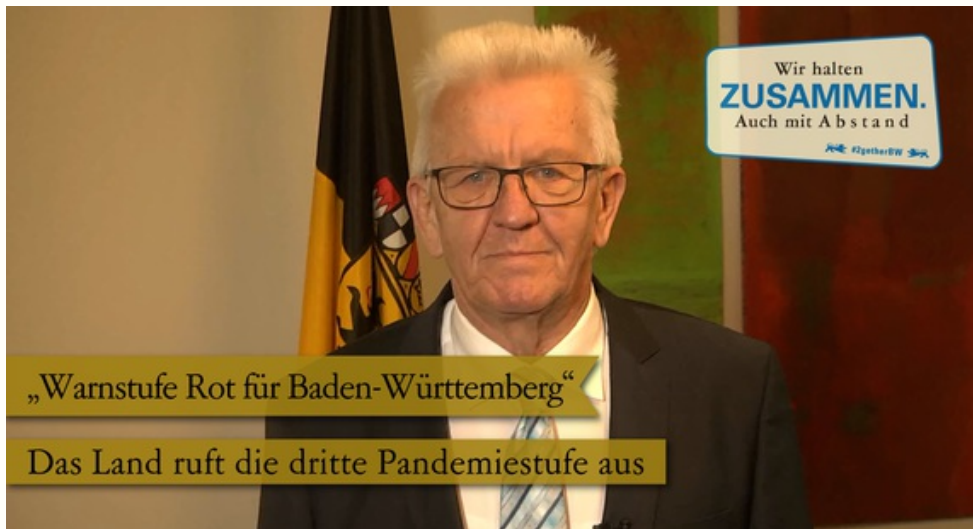 Wir halten
ZUSAMMEN.
Auch mit Abstand
#2getherBW
„Warnstufe Rot für Baden-Württemberg“
Das Land ruft die dritte Pandemiestufe aus